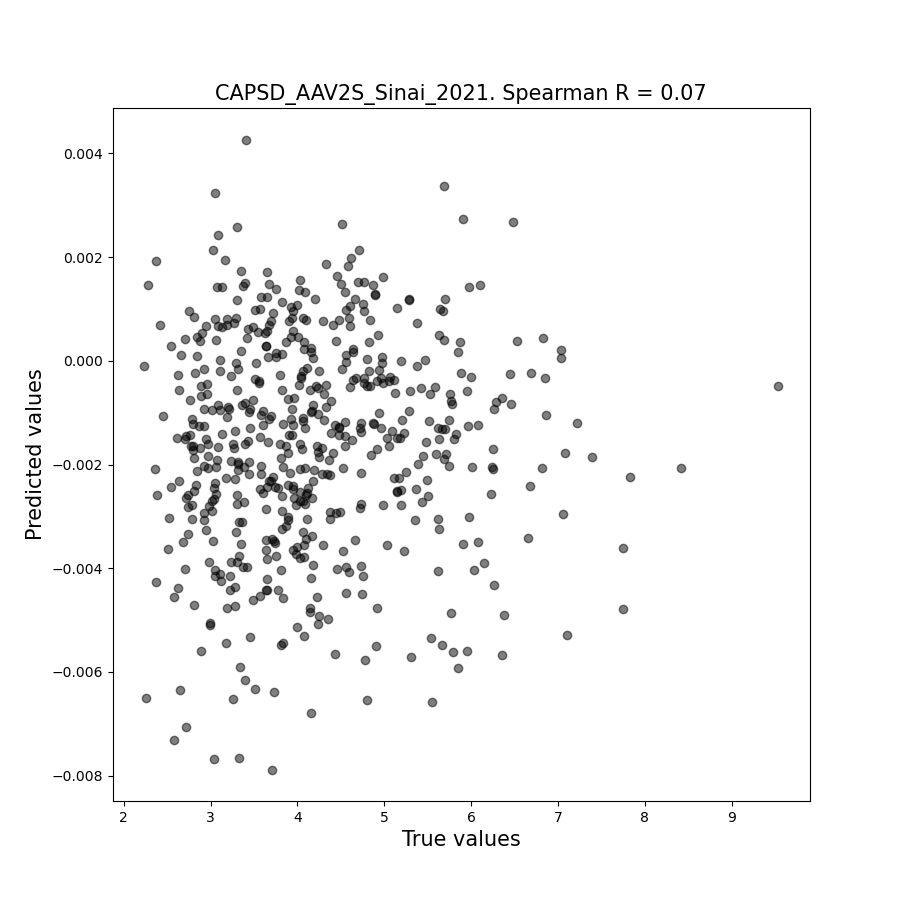 CAPSD_AAV2S_Sinai_2021. Spearman R = 0.07
0.004
0.002
0.000
−0.002
−0.004
−0.006
−0.008
Predicted values
2 3 4 5 6 7 8 9
True values